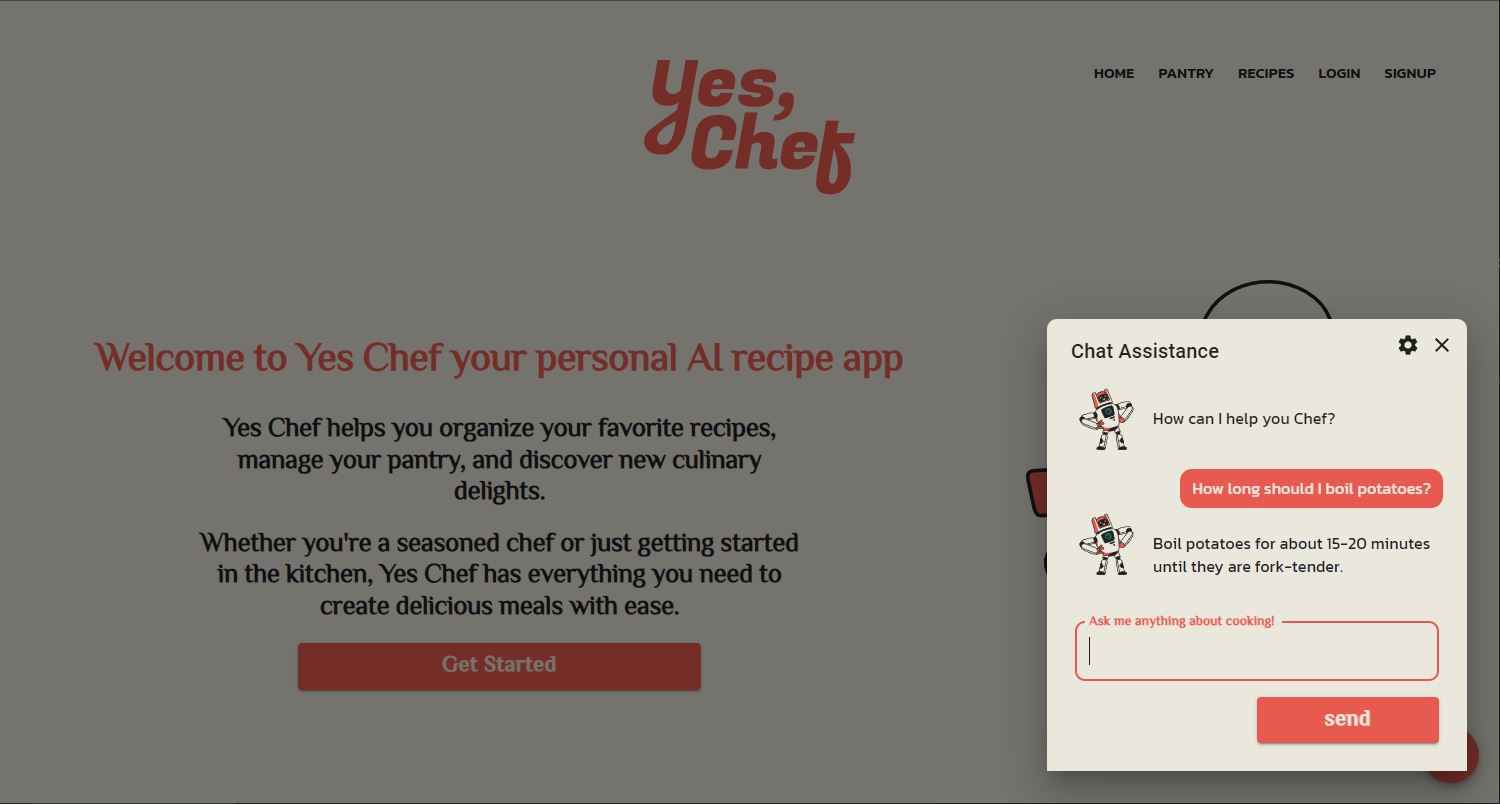 Yes,
Chef
HOME PANTRY RECIPES LOGIN SIGNUP
Welcome to Yes Chef your personal AI recipe app
Yes Chef helps you organize your favorite recipes,
manage your pantry, and discover new culinary
delights.
Whether you're a seasoned chef or just getting started
in the kitchen, Yes Chef has everything you need to
create delicious meals with ease.
Get Started
Chat Assistance
How can I help you Chef?
How long should I boil potatoes?
Boil potatoes for about 15-20 minutes
until they are fork-tender.
Ask me anything about cooking!
send